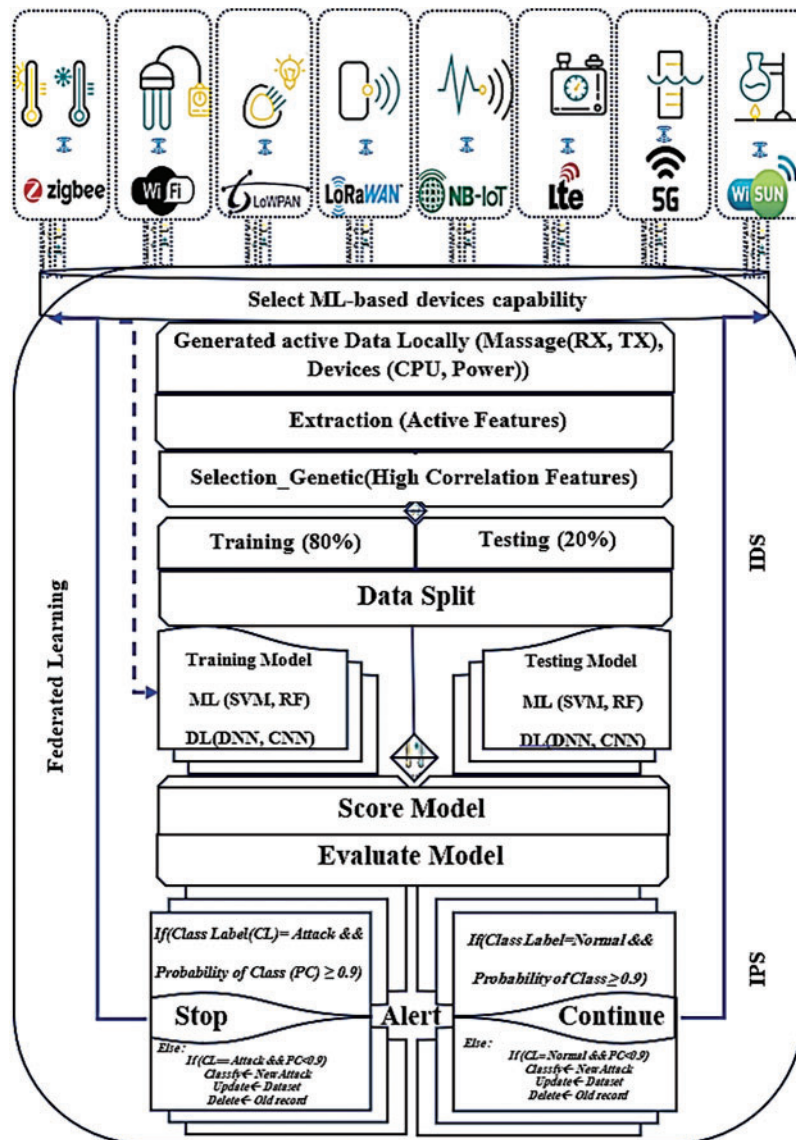 zigbee
Wi Fi
LoWPAN
LoRaWAN
NB-IoT
Lte
5G
Wi SUN
Select ML-based devices capability
Generated active Data Locally (Massage(RX, TX),
Devices (CPU, Power))
Extraction (Active Features)
Selection_Genetic(High Correlation Features)
Training (80%)
Testing (20%)
Data Split
Federated Learning
IDS
Training Model
ML (SVM, RF)
DL(DNN, CNN)
Testing Model
ML (SVM, RF)
DL(DNN, CNN)
Score Model
Evaluate Model
IPS
If(Class Label(CL)= Attack &&
Probability of Class (PC) ≥ 0.9)
Stop
Else:
If(CL==Attack &&PC<0.9)
Classfy← New Attack
Update← Dataset
Delete← Old record
Alert
If(Class Label=Normal &&
Probability of Class≥0.9)
Continue
Else:
If(CL=Normal &&PC<0.9)
Classfy← New Attack
Update← Dataset
Delete← Old record